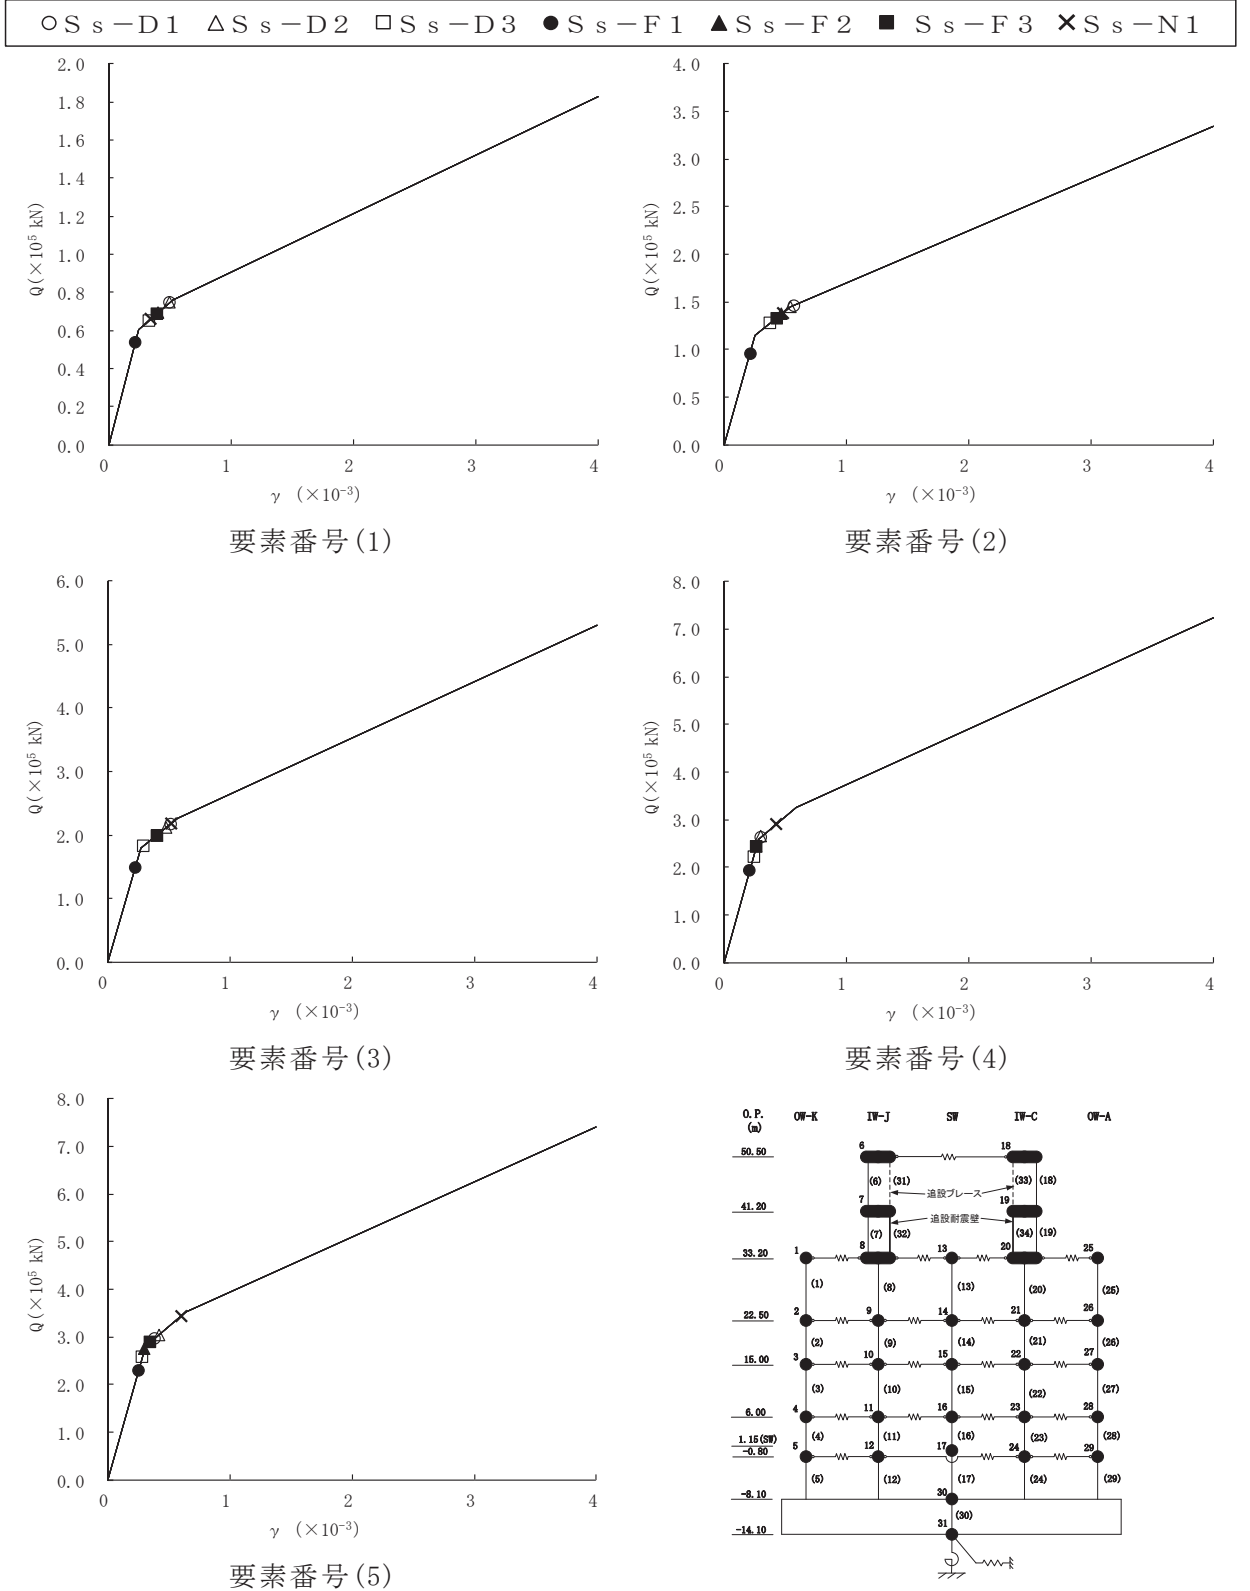 ○Ｓｓ－Ｄ１ △Ｓｓ－Ｄ２ □Ｓｓ－Ｄ３ ●Ｓｓ－Ｆ１ ▲Ｓｓ－Ｆ２ ■ Ｓｓ－Ｆ３ ×Ｓｓ－Ｎ１
2.0
1.8
1.6
1.4
1.2
1.0
0.8
0.6
0.4
0.2
0.0
Q(×10⁵ kN)
0 1 2 3 4
γ (×10⁻³)
要素番号(1)
4.0
3.5
3.0
2.5
2.0
1.5
1.0
0.5
0.0
Q(×10⁵ kN)
0 1 2 3 4
γ (×10⁻³)
要素番号(2)
6.0
5.0
4.0
3.0
2.0
1.0
0.0
Q(×10⁵ kN)
0 1 2 3 4
γ (×10⁻³)
要素番号(3)
8.0
7.0
6.0
5.0
4.0
3.0
2.0
1.0
0.0
Q(×10⁵ kN)
0 1 2 3 4
γ (×10⁻³)
要素番号(4)
8.0
7.0
6.0
5.0
4.0
3.0
2.0
1.0
0.0
Q(×10⁵ kN)
0 1 2 3 4
γ (×10⁻³)
要素番号(5)
O.P. OW-K IW-J SW IW-C OW-A
(m)
50.50 6 18
(6) (31) (33) (18)
追設ブレース
41.20 7 19
追設耐震壁
(7) (32) (34) (19)
33.20 1 8 13 20 25
(1) (8) (13) (20) (25)
22.50 2 9 14 21 26
(2) (9) (14) (21) (26)
15.00 3 10 15 22 27
(3) (10) (15) (22) (27)
6.00 4 11 16 23 28
(4) (11) (16) (23) (28)
1.15(SW) 17
-0.80 5 12 24 29
(5) (12) (17) (24) (29)
-8.10 30
(30)
-14.10 31